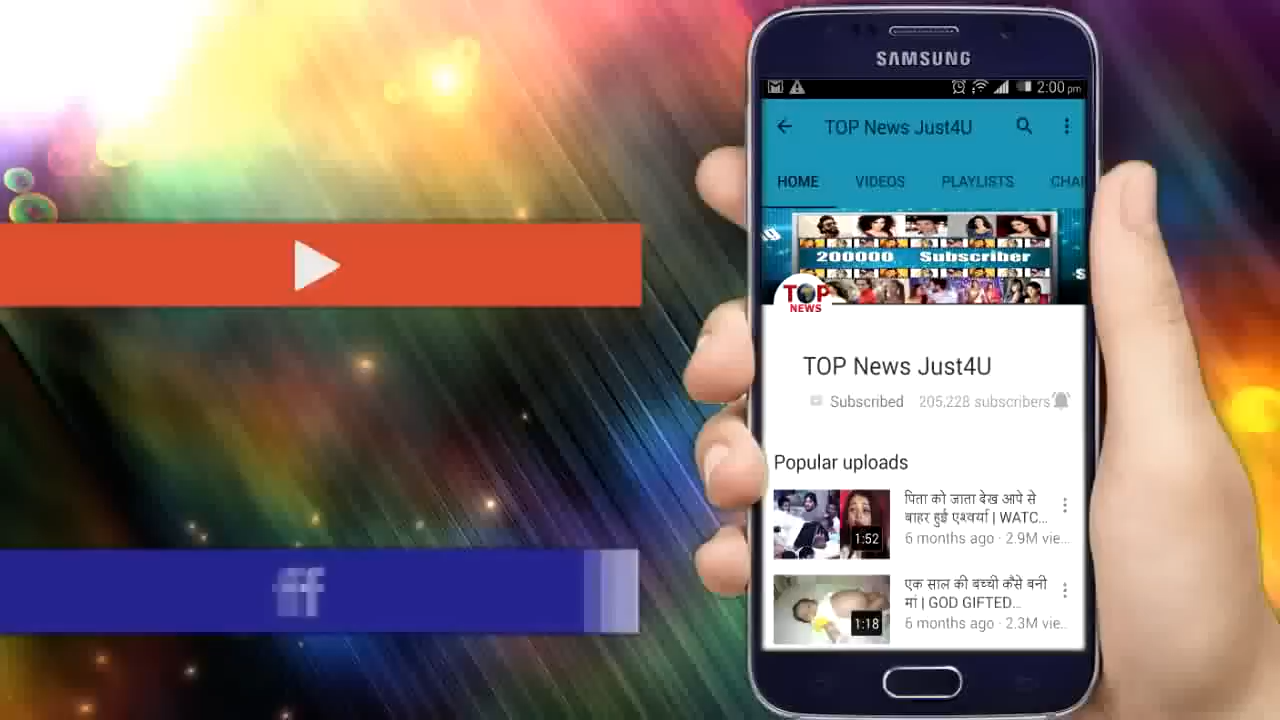 SAMSUNG
2:00 pm
TOP News Just4U
HOME VIDEOS PLAYLISTS CHA
200000 Subscriber
TOP
NEWS
TOP News Just4U
Subscribed 205,228 subscribers
Popular uploads
पिता को जाता देख आपे से
बाहर हुई एश्वर्या | WATC...
6 months ago · 2.9M vie...
1:52
एक साल की बच्ची कैसे बनी
मां | GOD GIFTED...
6 months ago · 2.3M vie..
1:18